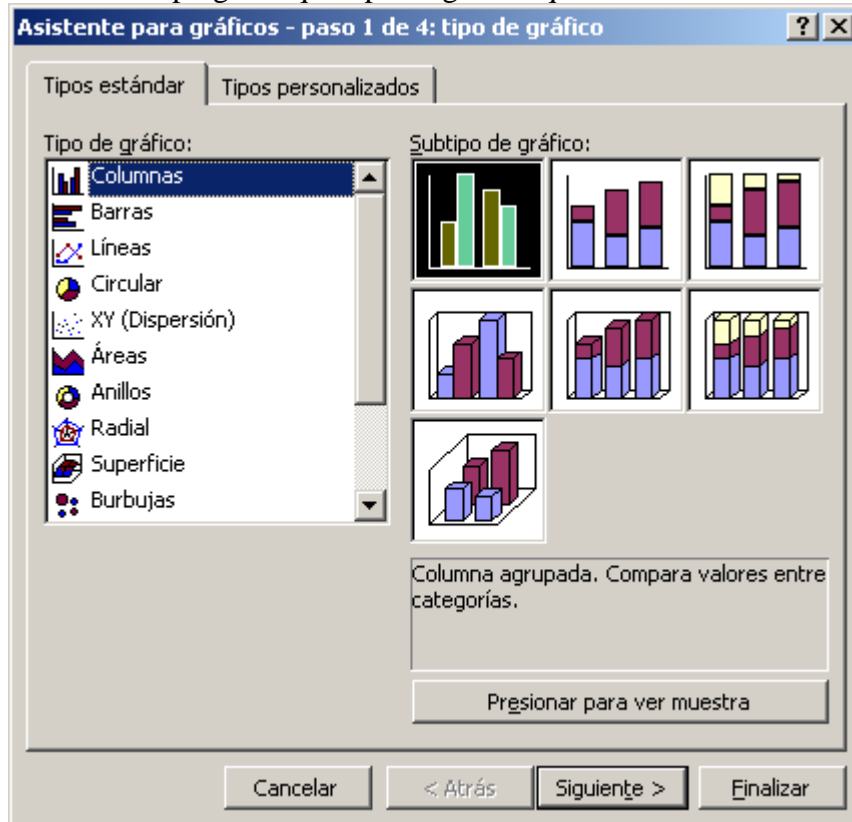 Asistente para gráficos - paso 1 de 4: tipo de gráfico
Tipos estándar
Tipos personalizados
Tipo de gráfico:
Columnas
Barras
Líneas
Circular
XY (Dispersión)
Áreas
Anillos
Radial
Superficie
Burbujas
Subtipo de gráfico:
Columna agrupada. Compara valores entre
categorías.
Presionar para ver muestra
Cancelar
< Atrás
Siguiente >
Finalizar